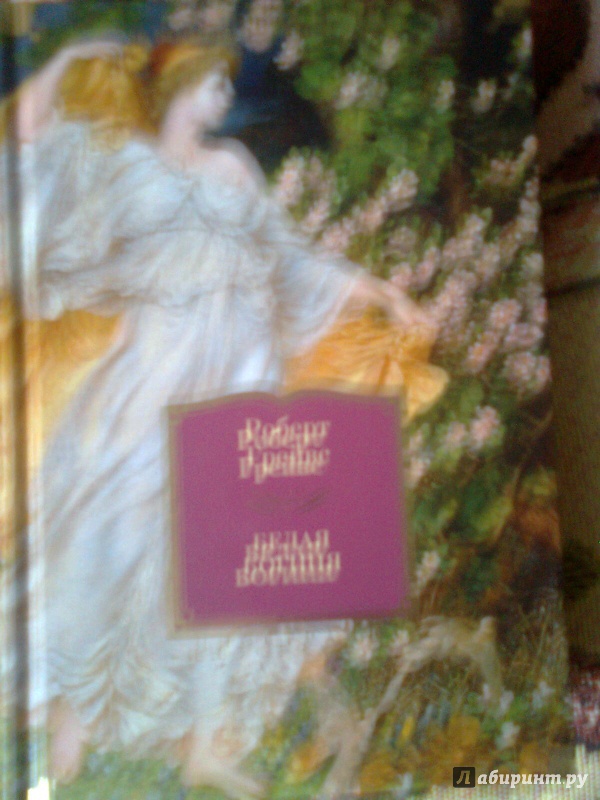 Роберт
Грейвс
БЕЛАЯ
БОГИНЯ
Лабиринт.ру